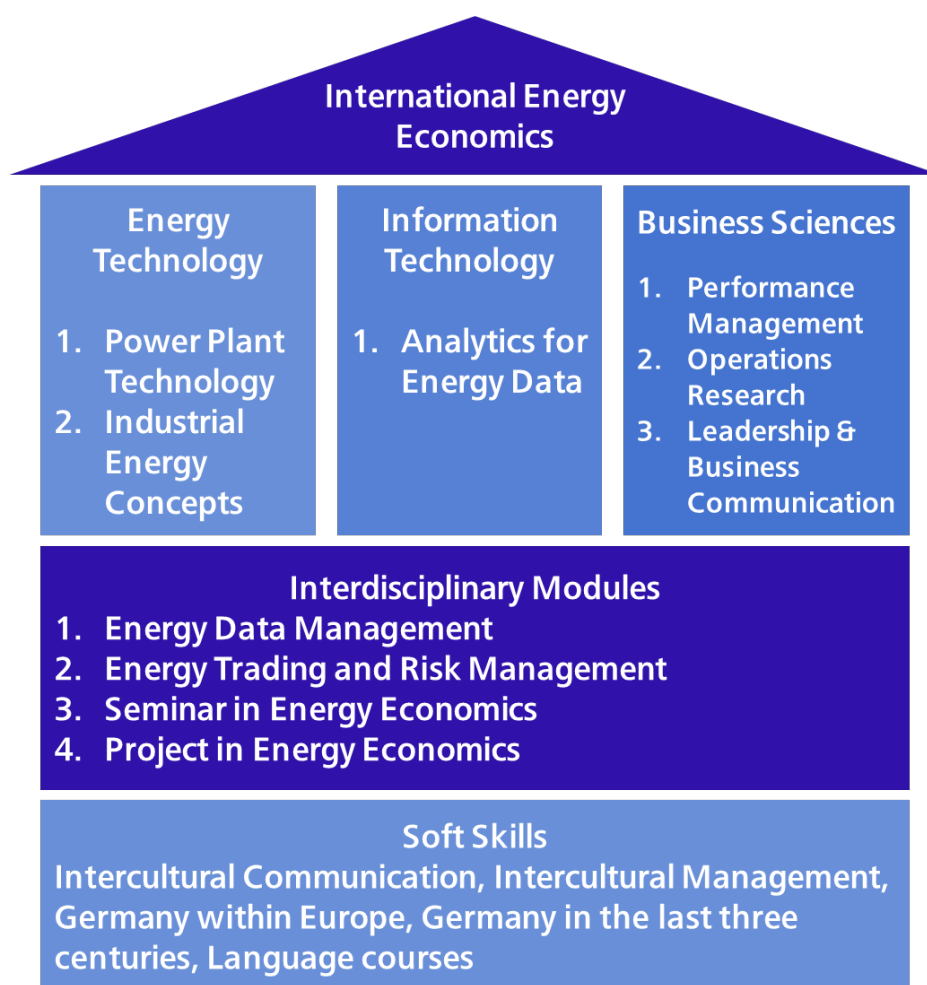 International Energy
Economics
Energy
Technology
1. Power Plant
Technology
2. Industrial
Energy
Concepts
Information
Technology
1. Analytics for
Energy Data
Business Sciences
1. Performance
Management
2. Operations
Research
3. Leadership &
Business
Communication
Interdisciplinary Modules
1. Energy Data Management
2. Energy Trading and Risk Management
3. Seminar in Energy Economics
4. Project in Energy Economics
Soft Skills
Intercultural Communication, Intercultural Management,
Germany within Europe, Germany in the last three
centuries, Language courses